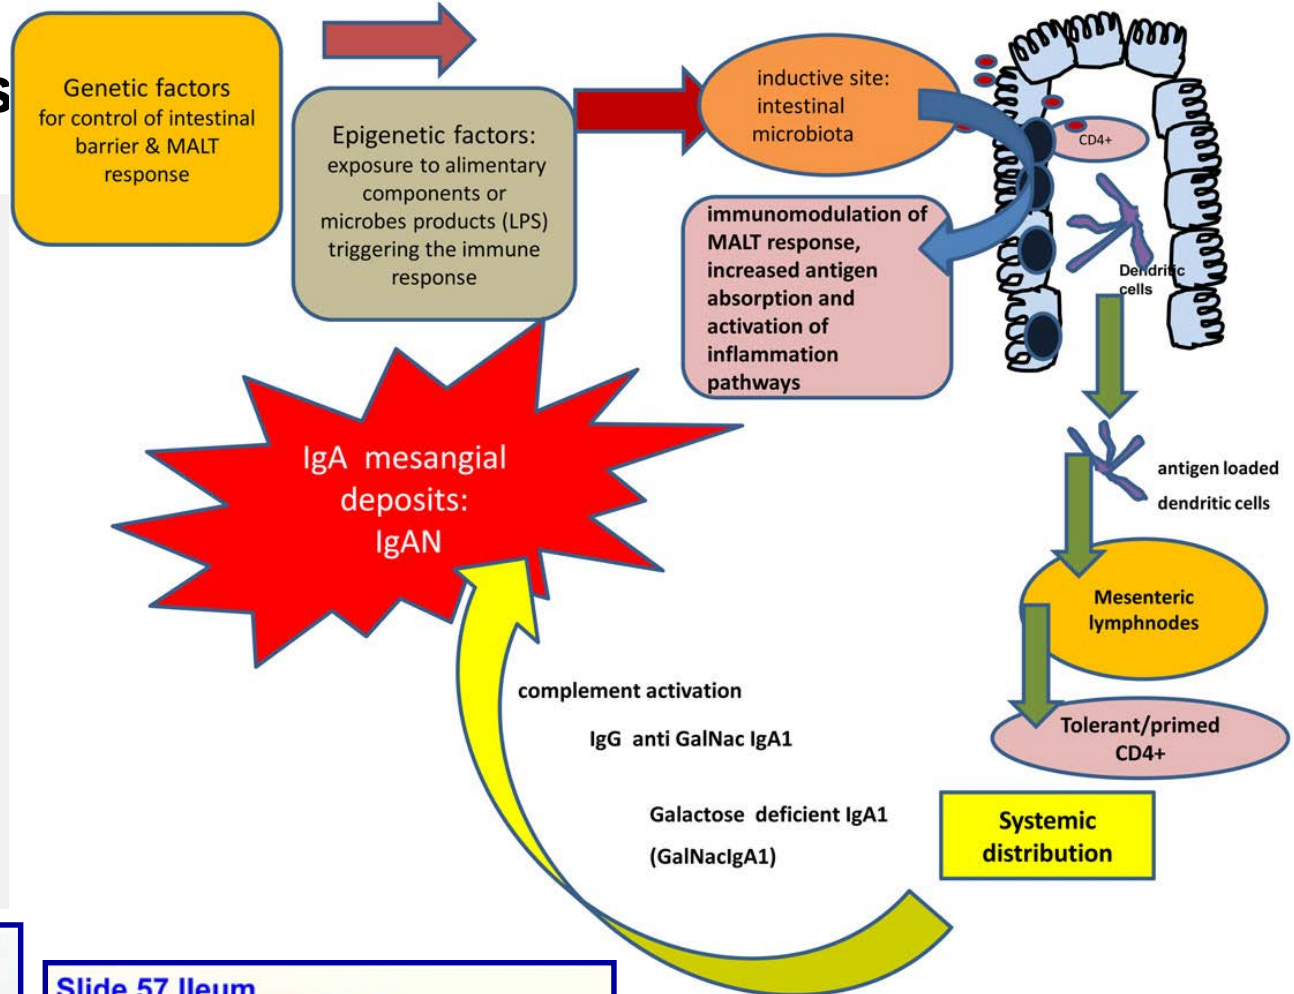 s
Genetic factors
for control of intestinal
barrier & MALT
response
Epigenetic factors:
exposure to alimentary
components or
microbes products (LPS)
triggering the immune
response
inductive site:
intestinal
microbiota
CD4+
immunomodulation of
MALT response,
increased antigen
absorption and
activation of
inflammation
pathways
Dendritic
cells
antigen loaded
dendritic cells
IgA mesangial
deposits:
IgAN
Mesenteric
lymphnodes
Tolerant/primed
CD4+
complement activation
IgG anti GalNac IgA1
Galactose deficient IgA1
(GalNacIgA1)
Systemic
distribution
Slide 57 Ileum